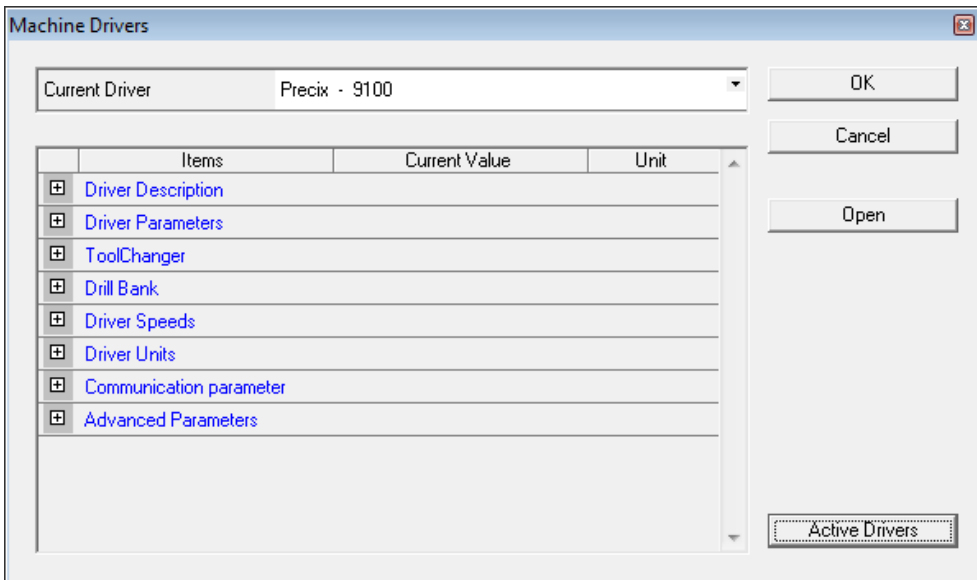 Machine Drivers
Current Driver Precix - 9100
OK
Cancel
Items Current Value Unit
Driver Description
Driver Parameters
Open
ToolChanger
Drill Bank
Driver Speeds
Driver Units
Communication parameter
Advanced Parameters
Active Drivers